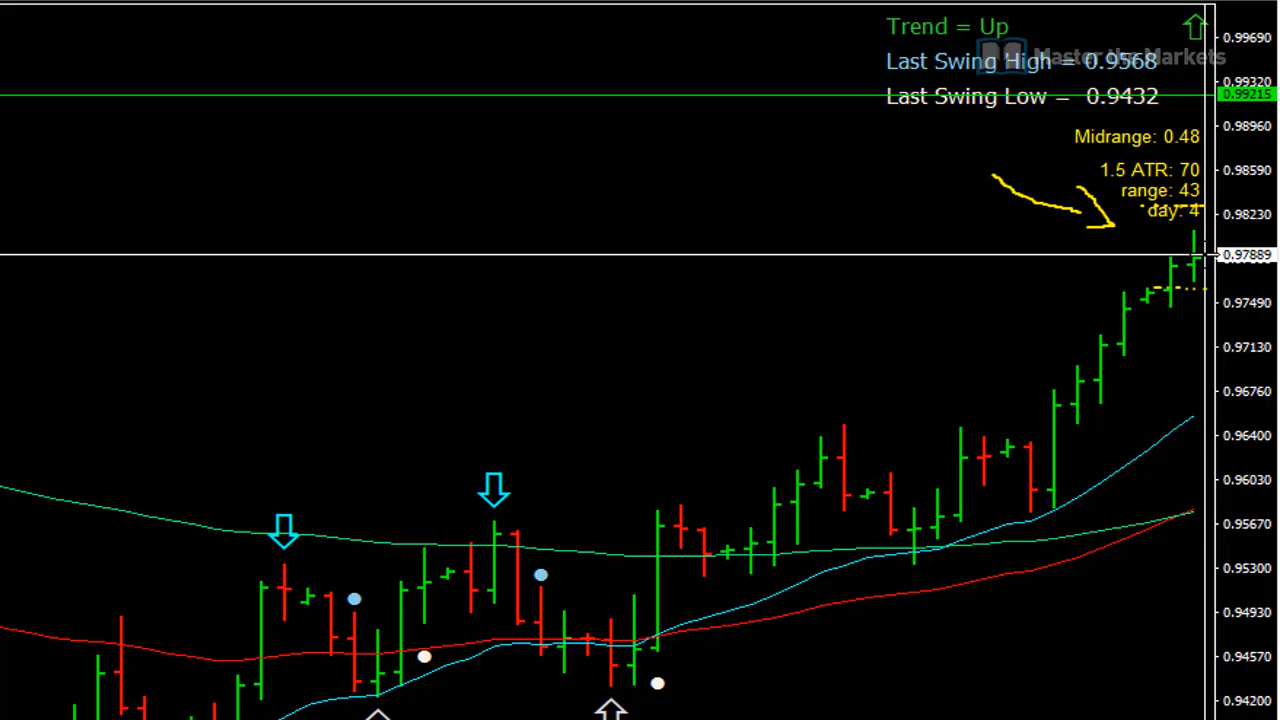 Trend = Up
Master the Markets
Last Swing High = 0.9568
Last Swing Low = 0.9432
Midrange: 0.48
1.5 ATR: 70
range: 43
day: 4
0.99690
0.99320
0.99215
0.98960
0.98590
0.98230
0.97889
0.97490
0.97130
0.96760
0.96400
0.96030
0.95670
0.95300
0.94930
0.94570
0.94200